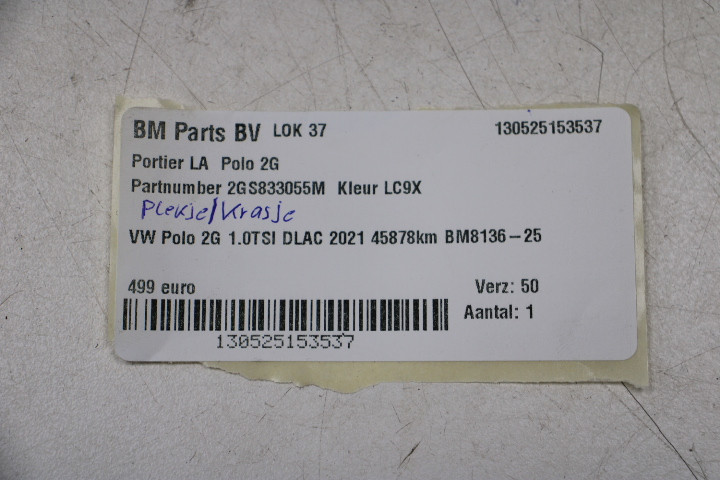 BM Parts BV LOK 37 130525153537
Portier LA Polo 2G
Partnumber 2GS833055M Kleur LC9X
Plekje/Krasje
VW Polo 2G 1.0TSI DLAC 2021 45878km BM8136-25
499 euro Verz: 50
Aantal: 1
130525153537